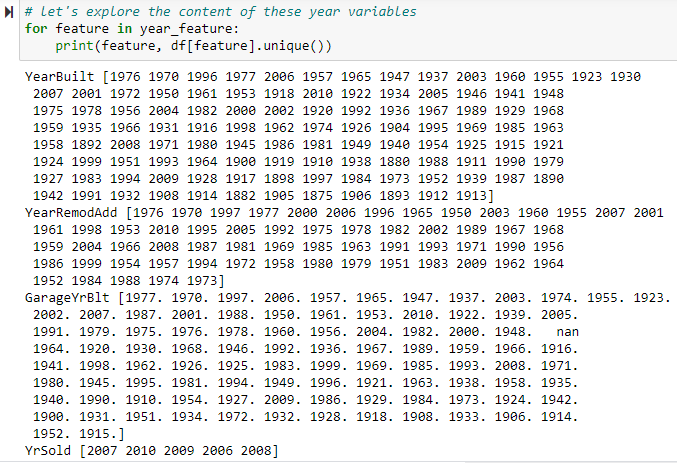 # let's explore the content of these year variables
for feature in year_feature:
    print(feature, df[feature].unique())
YearBuilt [1976 1970 1996 1977 2006 1957 1965 1947 1937 2003 1960 1955 1923 1930
 2007 2001 1972 1950 1961 1953 1918 2010 1922 1934 2005 1946 1941 1948
 1975 1978 1956 2004 1982 2000 2002 1920 1992 1936 1967 1989 1929 1968
 1959 1935 1966 1931 1916 1998 1962 1974 1926 1904 1995 1969 1985 1963
 1958 1892 2008 1971 1980 1945 1986 1981 1949 1940 1954 1925 1915 1921
 1924 1999 1951 1993 1964 1900 1919 1910 1938 1880 1988 1911 1990 1979
 1927 1983 1994 2009 1928 1917 1898 1997 1984 1973 1952 1939 1987 1890
 1942 1991 1932 1908 1914 1882 1905 1875 1906 1893 1912 1913]
YearRemodAdd [1976 1970 1997 1977 2000 2006 1996 1965 1950 2003 1960 1955 2007 2001
 1961 1998 1953 2010 1995 2005 1992 1975 1978 1982 2002 1989 1967 1968
 1959 2004 1966 2008 1987 1981 1969 1985 1963 1991 1993 1971 1990 1956
 1986 1999 1954 1957 1994 1972 1958 1980 1979 1951 1983 2009 1962 1964
 1952 1984 1988 1974 1973]
GarageYrBlt [1977. 1970. 1997. 2006. 1957. 1965. 1947. 1937. 2003. 1974. 1955. 1923.
 2002. 2007. 1987. 2001. 1988. 1950. 1961. 1953. 2010. 1922. 1939. 2005.
 1991. 1979. 1975. 1976. 1978. 1960. 1956. 2004. 1982. 2000. 1948.   nan
 1964. 1920. 1930. 1968. 1946. 1992. 1936. 1967. 1989. 1959. 1966. 1916.
 1941. 1998. 1962. 1926. 1925. 1983. 1999. 1969. 1985. 1993. 2008. 1971.
 1980. 1945. 1995. 1981. 1994. 1949. 1996. 1921. 1963. 1938. 1958. 1935.
 1940. 1990. 1910. 1954. 1927. 2009. 1986. 1929. 1984. 1973. 1924. 1942.
 1900. 1931. 1951. 1934. 1972. 1932. 1928. 1918. 1908. 1933. 1906. 1914.
 1952. 1915.]
YrSold [2007 2010 2009 2006 2008]